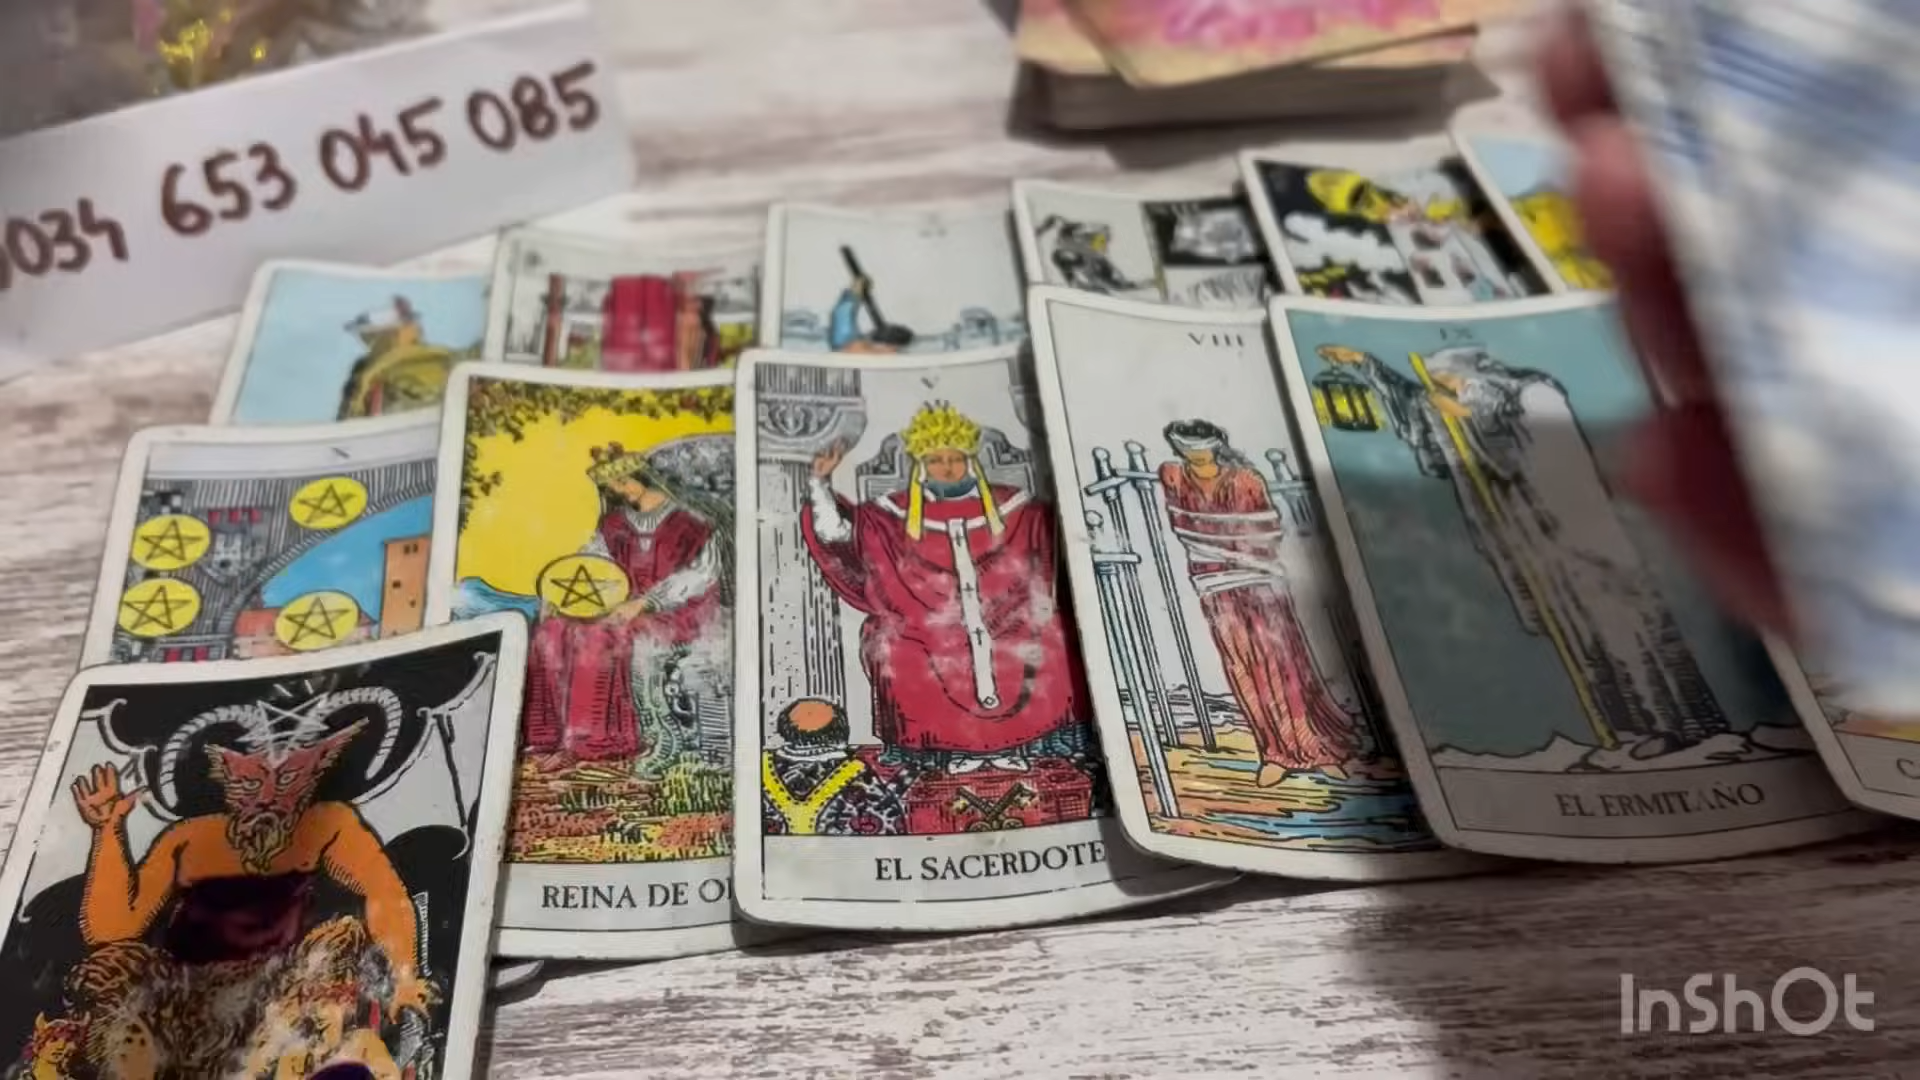 0034 653 045 085
VIII
V
IX
X
EL ERMITAÑO
EL SACERDOTE
REINA DE O
InShOt